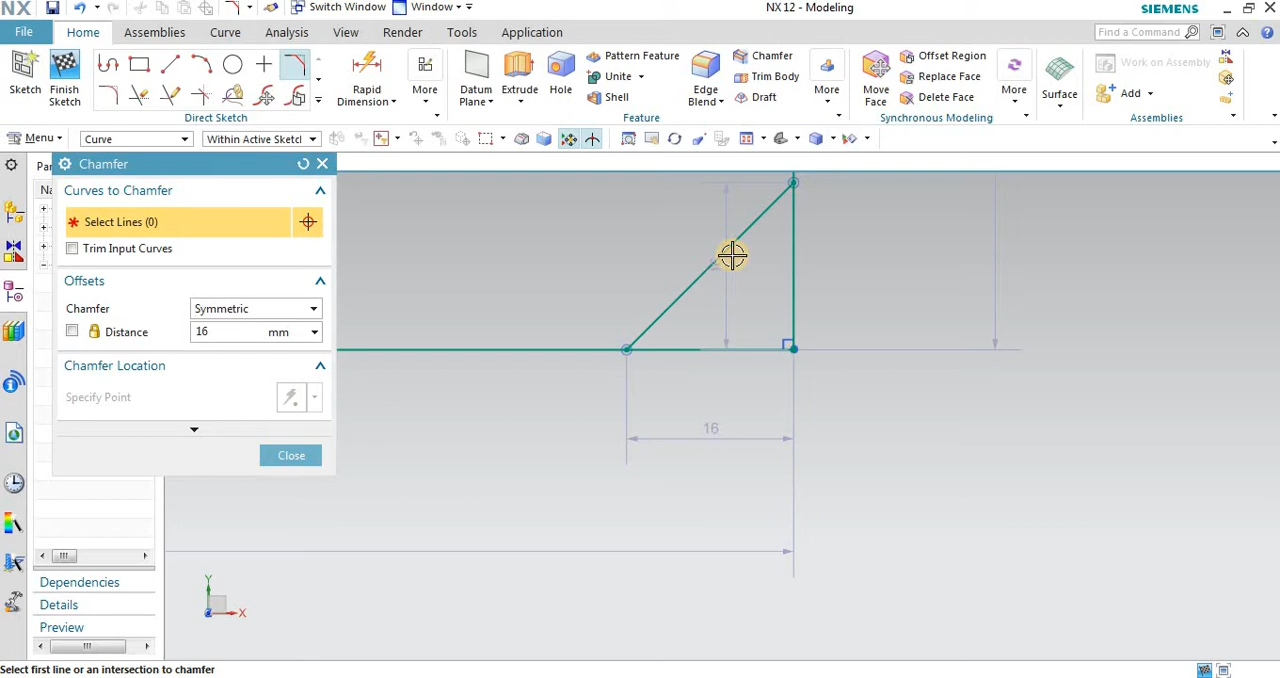 NX
Switch Window
Window
NX 12 - Modeling
SIEMENS
File
Home
Assemblies
Curve
Analysis
View
Render
Tools
Application
Find a Command
Sketch
Finish Sketch
Rapid Dimension
More
Direct Sketch
Datum Plane
Extrude
Hole
Pattern Feature
Unite
Shell
Edge Blend
Chamfer
Trim Body
Draft
More
Feature
Move Face
Offset Region
Replace Face
Delete Face
More
Synchronous Modeling
Surface
Work on Assembly
Add
Assemblies
Menu
Curve
Within Active Sketch
Chamfer
Curves to Chamfer
* Select Lines (0)
Trim Input Curves
Offsets
Chamfer
Symmetric
Distance
16 mm
Chamfer Location
Specify Point
Close
Par
Na
16
Y
X
Dependencies
Details
Preview
Select first line or an intersection to chamfer